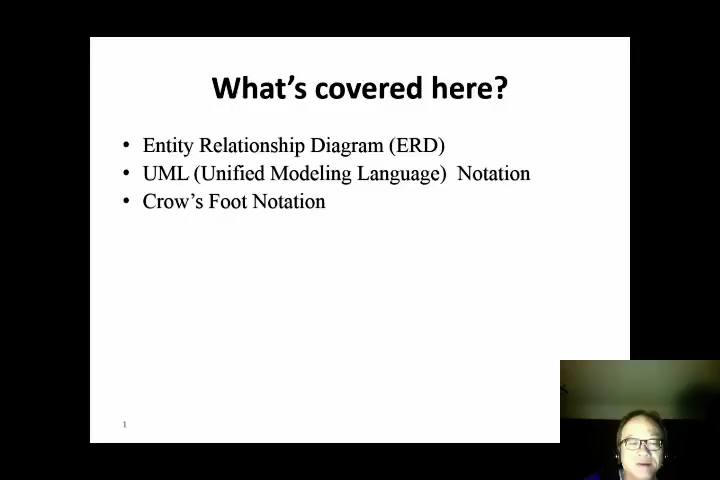 What's covered here?
• Entity Relationship Diagram (ERD)
• UML (Unified Modeling Language)  Notation
• Crow's Foot Notation
1